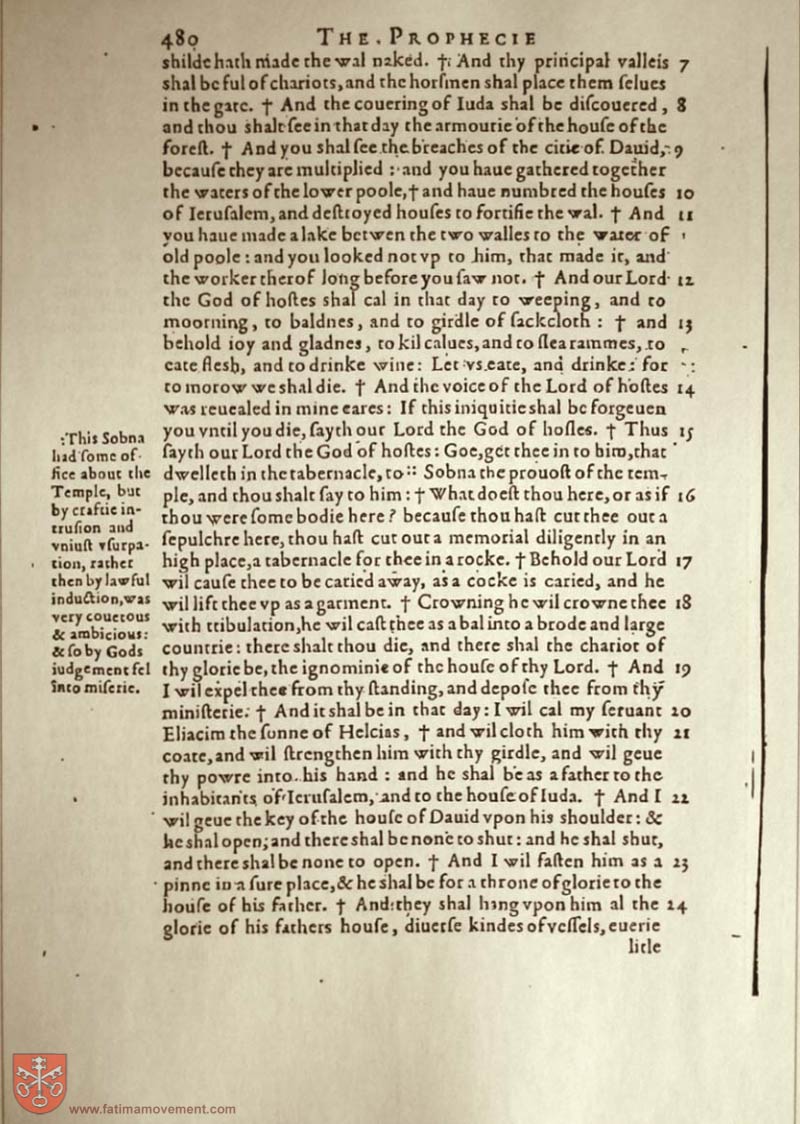 480 THE PROPHECIE
ſhilde hath made the wal naked. † And thy principal valleis 7
ſhal be ful of chariots, and the horſmen ſhal place them ſelues
in the gate. † And the couering of Iuda ſhal be diſcouered, 8
and thou ſhalt ſee in that day the armourie of the houſe of the
foreſt. † And you ſhal ſee the breaches of the citie of Dauid, 9
becauſe they are multiplied : and you haue gathered together
the waters of the lower poole, † and haue numbred the houſes 10
of Ieruſalem, and deſtroyed houſes to fortifie the wal. † And 11
you haue made a lake betwen the two walles to the water of
old poole : and you looked not vp to him, that made it, and
the worker therof long before you ſaw not. † And our Lord 12
the God of hoſtes ſhal cal in that day to weeping, and to
moorning, to baldnes, and to girdle of ſackcloth : † and 13
behold ioy and gladnes, to kil calues, and to ſlea rammes, to
eate fleſh, and to drinke wine : Let vs eate, and drinke : for
to morow we ſhal die. † And the voice of the Lord of hoſtes 14
was reuealed in mine eares : If this iniquitie ſhal be forgeuen
you vntil you die, ſayth our Lord the God of hoſtes. † Thus 15
ſayth our Lord the God of hoſtes : Goe, get thee in to him, that
dwelleth in the tabernacle, to :: Sobna the prouoſt of the tem-
ple, and thou ſhalt ſay to him : † What doeſt thou here, or as if 16
thou were ſome bodie here? becauſe thou haſt cut thee out a
ſepulchre here, thou haſt cut out a memorial diligently in an
high place, a tabernacle for thee in a rocke. † Behold our Lord 17
wil cauſe thee to be caried away, as a cocke is caried, and he
wil lift thee vp as a garment. † Crowning he wil crowne thee 18
with tribulation, he wil caſt thee as a bal into a brode and large
countrie : there ſhalt thou die, and there ſhal the chariot of
thy glorie be, the ignominie of the houſe of thy Lord. † And 19
I wil expel thee from thy ſtanding, and depoſe thee from thy
miniſterie. † And it ſhal be in that day : I wil cal my ſeruant 20
Eliacim the ſonne of Helcias, † and wil cloth him with thy 21
coate, and wil ſtrengthen him with thy girdle, and wil geue
thy powre into his hand : and he ſhal be as a father to the
inhabitants of Ieruſalem, and to the houſe of Iuda. † And I 22
wil geue the key of the houſe of Dauid vpon his ſhoulder : &
he ſhal open, and there ſhal be none to shut : and he ſhal ſhut,
and there ſhal be none to open. † And I wil faſten him as a 23
pinne in a ſure place, & he ſhal be for a throne of glorie to the
houſe of his father. † And they ſhal hang vpon him al the 24
glorie of his fathers houſe, diuerſe kindes of veſſels, euerie
litle
:This Sobna
had ſome of-
fice about the
Temple, but
by craftie in-
truſion and
vniuſt vſurpa-
tion, rather
then by lawful
induction, was
very couetous
& ambicious:
& ſo by Gods
iudgement fel
into miſerie.
www.fatimamovement.com